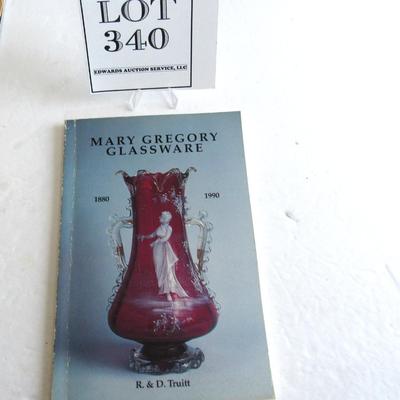 LOT
340
EDWARDS AUCTION SERVICE, LLC
MARY GREGORY
GLASSWARE
1880 1990
R. & D. Truitt